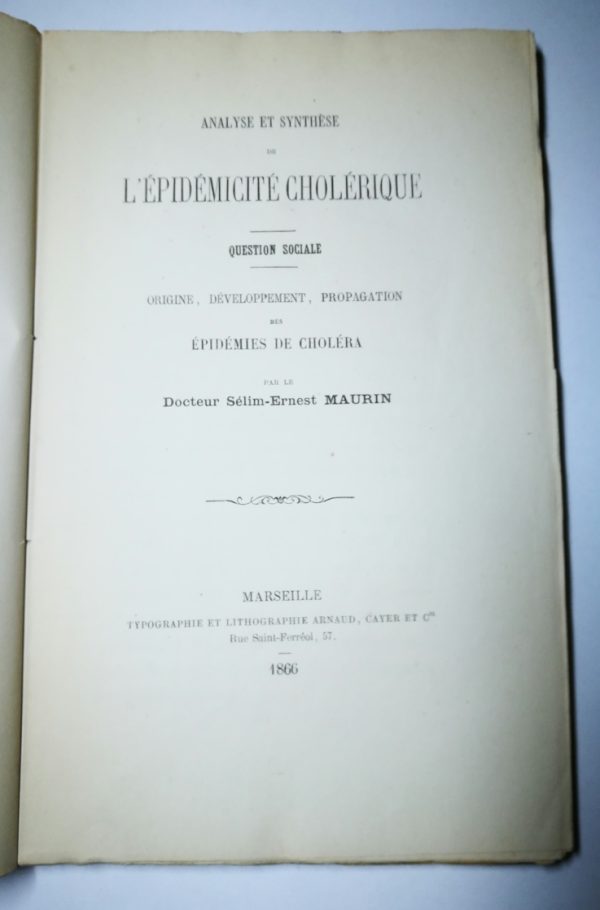 ANALYSE ET SYNTHÈSE
DE
L'ÉPIDÉMICITÉ CHOLÉRIQUE
QUESTION SOCIALE
ORIGINE, DÉVELOPPEMENT, PROPAGATION
DES
ÉPIDÉMIES DE CHOLÉRA
PAR LE
Docteur Sélim-Ernest MAURIN
MARSEILLE
TYPOGRAPHIE ET LITHOGRAPHIE ARNAUD, CAYER ET Cie
Rue Saint-Ferréol, 57.
1866